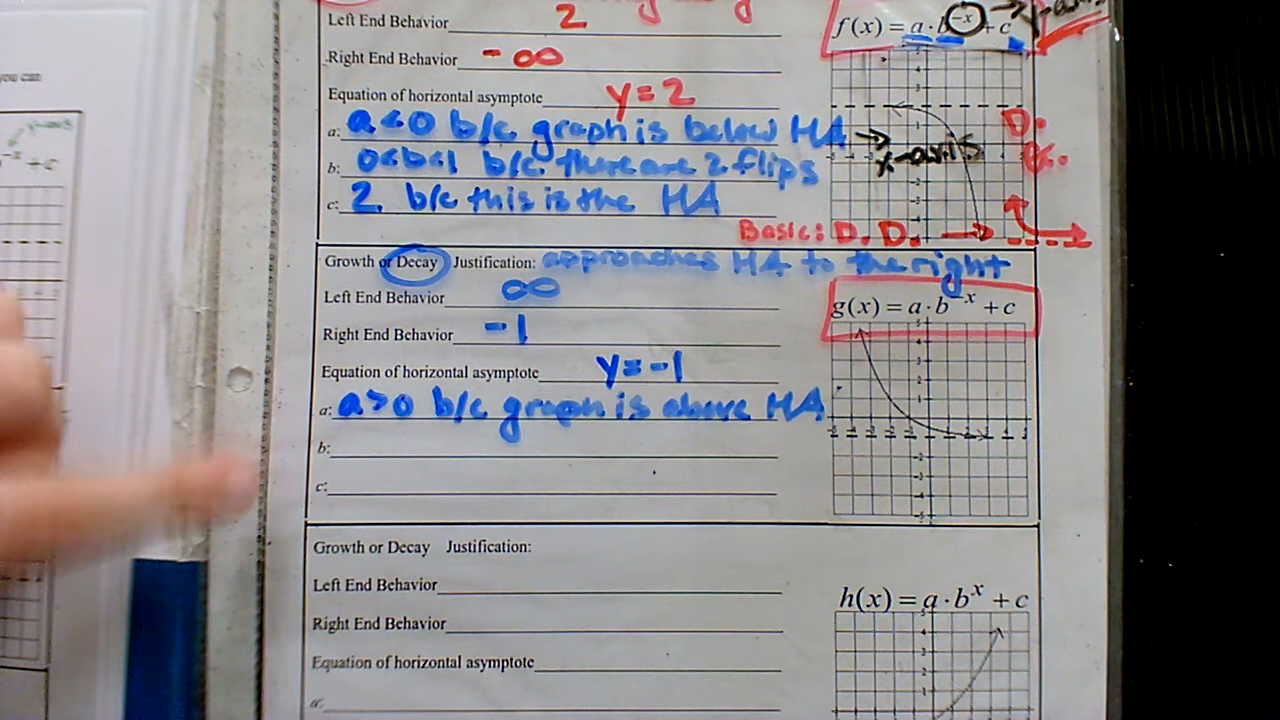 Left End Behavior 2
f(x) = a · b^-x + c
Right End Behavior -∞
Equation of horizontal asymptote y = 2
a: a < 0 b/c graph is below HA → x-axis
D.
b: 0<b<1 b/c there are 2 flips
c: 2 b/c this is the HA
Basic: D. D. →
Growth or Decay Justification: approaches HA to the right
Left End Behavior ∞
g(x) = a · b^-x + c
Right End Behavior -1
Equation of horizontal asymptote y = -1
a: a > 0 b/c graph is above HA
b:
c:
Growth or Decay Justification:
Left End Behavior
h(x) = a · b^x + c
Right End Behavior
Equation of horizontal asymptote
a:
you can
+ c